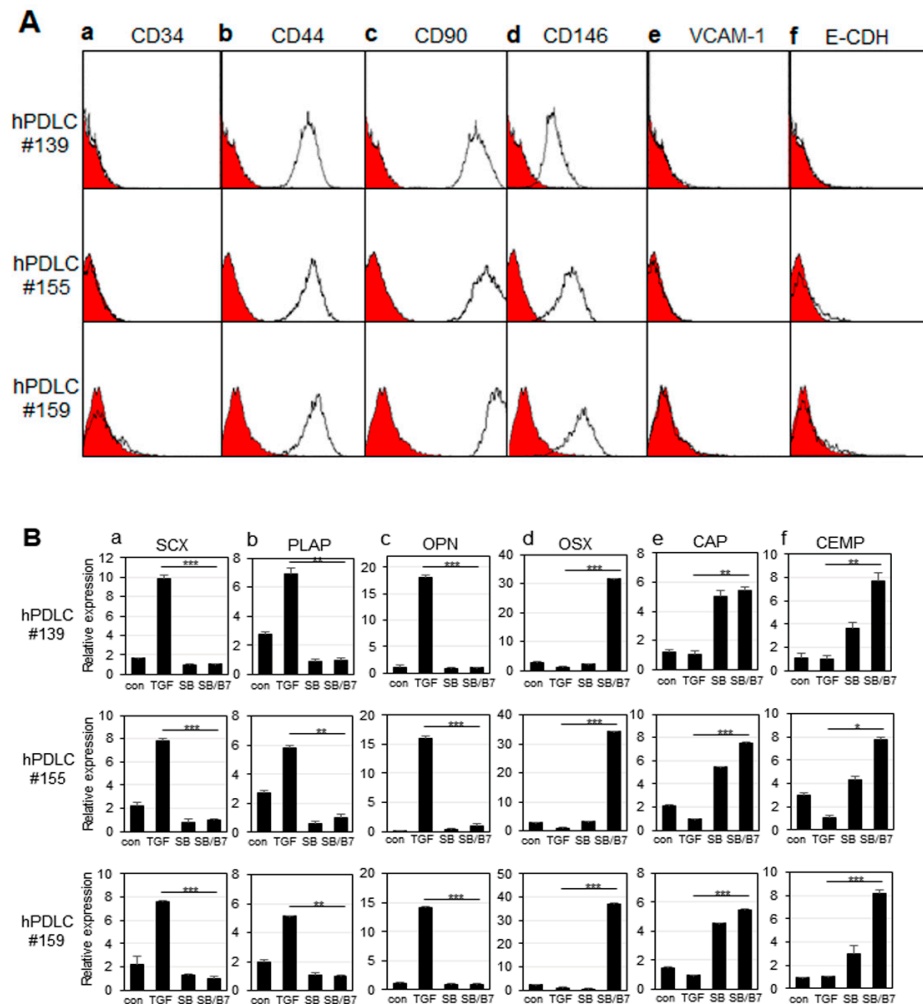 A
a CD34 b CD44 c CD90 d CD146 e VCAM-1 f E-CDH
hPDLC
#139
hPDLC
#155
hPDLC
#159
B
a b c d e f
SCX PLAP OPN OSX CAP CEMP
hPDLC
#139
Relative expression
12 10 8 6 4 2 0
8 6 4 2 0
20 15 10 5 0
40 30 20 10 0
8 6 4 2 0
10 8 6 4 2 0
*** ** *** *** ** **
con TGF SB SB/B7 con TGF SB SB/B7 con TGF SB SB/B7 con TGF SB SB/B7 con TGF SB SB/B7 con TGF SB SB/B7
hPDLC
#155
Relative expression
10 8 6 4 2 0
8 6 4 2 0
20 15 10 5 0
40 30 20 10 0
10 8 6 4 2 0
10 8 6 4 2 0
*** ** *** *** *** *
con TGF SB SB/B7 con TGF SB SB/B7 con TGF SB SB/B7 con TGF SB SB/B7 con TGF SB SB/B7 con TGF SB SB/B7
hPDLC
#159
Relative expression
10 8 6 4 2 0
8 6 4 2 0
20 15 10 5 0
50 40 30 20 10 0
8 6 4 2 0
10 8 6 4 2 0
*** ** *** *** *** ***
con TGF SB SB/B7 con TGF SB SB/B7 con TGF SB SB/B7 con TGF SB SB/B7 con TGF SB SB/B7 con TGF SB SB/B7